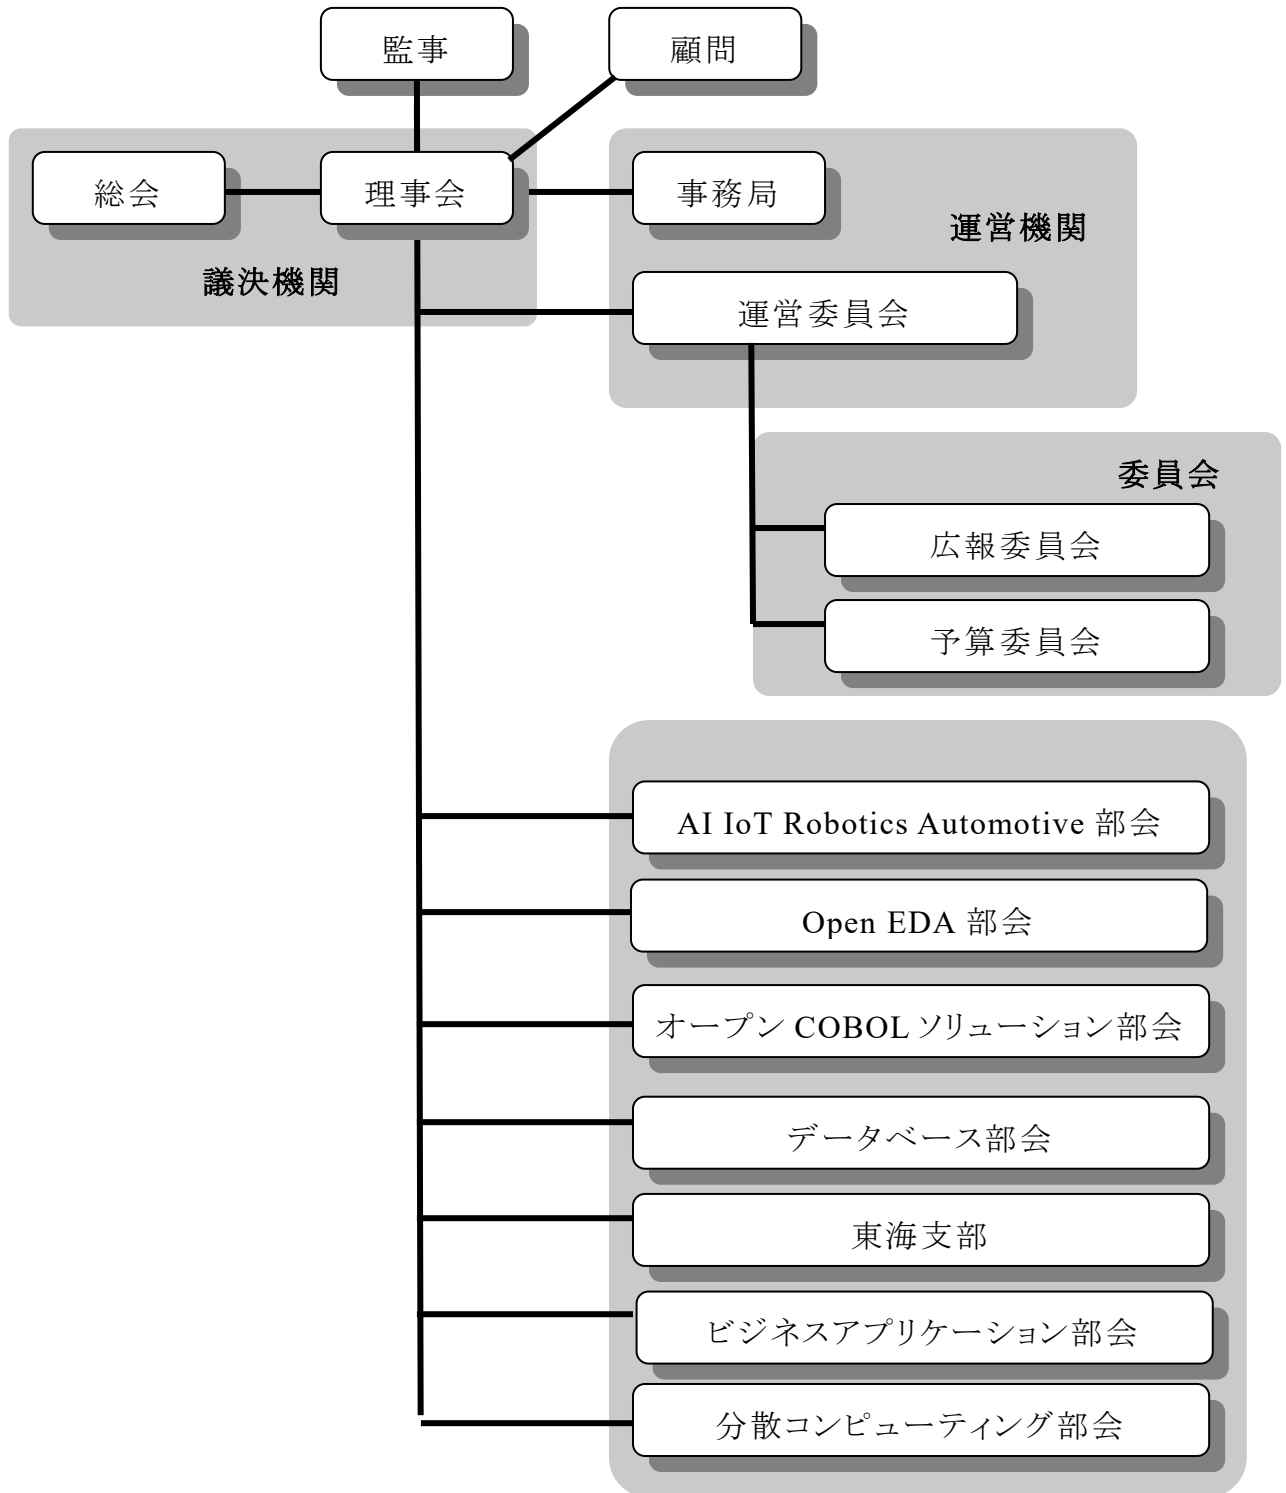 監事
顧問
総会
理事会
事務局
運営機関
議決機関
運営委員会
委員会
広報委員会
予算委員会
AI IoT Robotics Automotive 部会
Open EDA 部会
オープン COBOL ソリューション部会
データベース部会
東海支部
ビジネスアプリケーション部会
分散コンピューティング部会